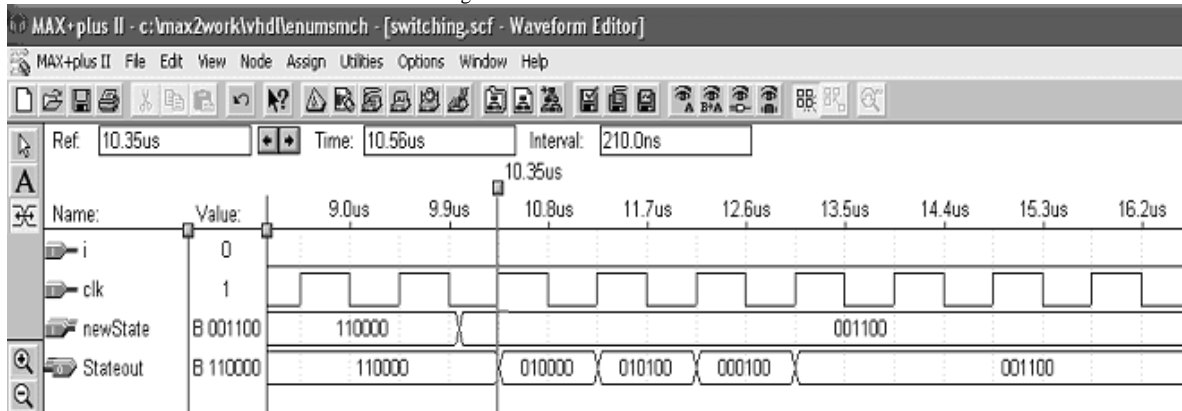 MAX+plus II - c:\max2work\vhdl\enumsmch - [switching.scf - Waveform Editor]
MAX+plus II File Edit View Node Assign Utilities Options Window Help
Ref: 10.35us Time: 10.56us Interval: 210.0ns
10.35us
Name: Value: 9.0us 9.9us 10.8us 11.7us 12.6us 13.5us 14.4us 15.3us 16.2us
i 0
clk 1
newState B 001100 110000 001100
Stateout B 110000 110000 010000 010100 000100 001100